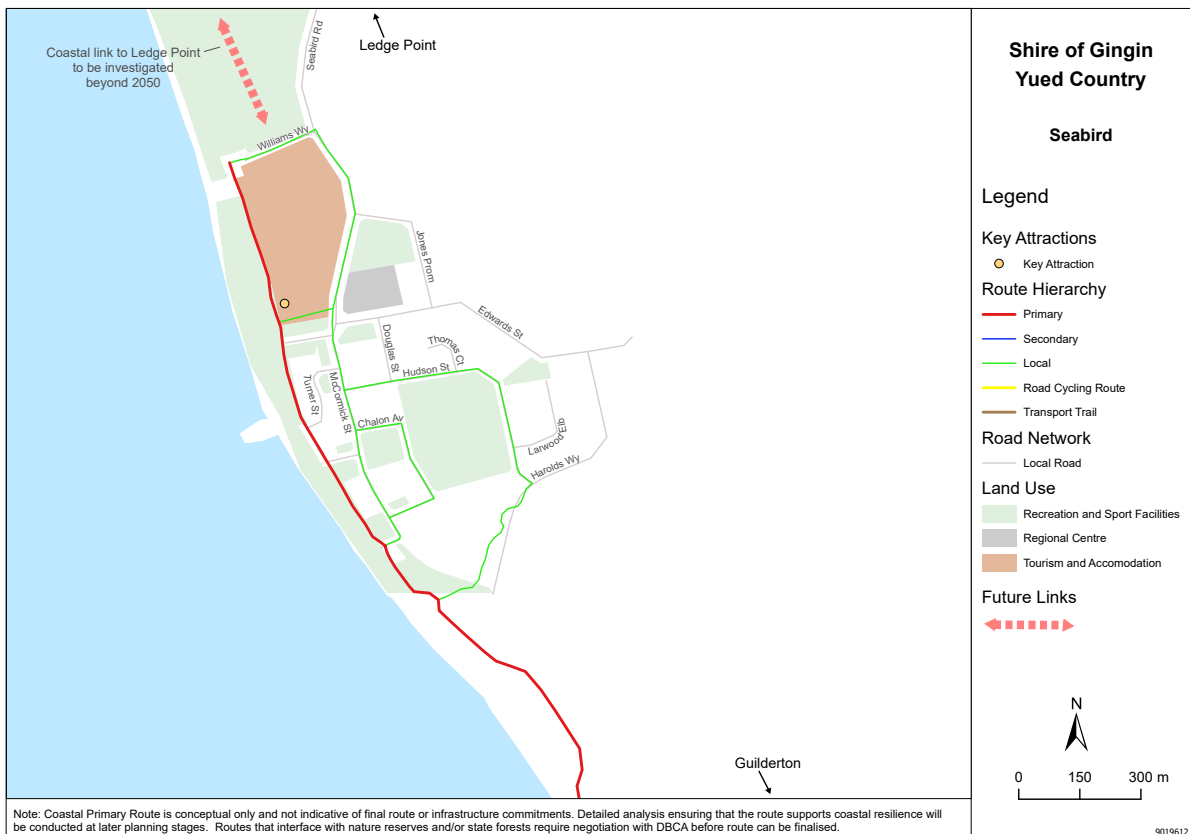 Coastal link to Ledge Point
to be investigated
beyond 2050
Seabird Rd
Ledge Point
Williams Wy
Jones Prom
Edwards St
Douglas St
Thomas Ct
Hudson St
McCormick St
Turner St
Chalon Av
Larwood
Elb
Harolds Wy
Guilderton
Shire of Gingin
Yued Country
Seabird
Legend
Key Attractions
Key Attraction
Route Hierarchy
Primary
Secondary
Local
Road Cycling Route
Transport Trail
Road Network
Local Road
Land Use
Recreation and Sport Facilities
Regional Centre
Tourism and Accomodation
Future Links
N
0 150 300 m
Note: Coastal Primary Route is conceptual only and not indicative of final route or infrastructure commitments. Detailed analysis ensuring that the route supports coastal resilience will
be conducted at later planning stages. Routes that interface with nature reserves and/or state forests require negotiation with DBCA before route can be finalised.
9019612